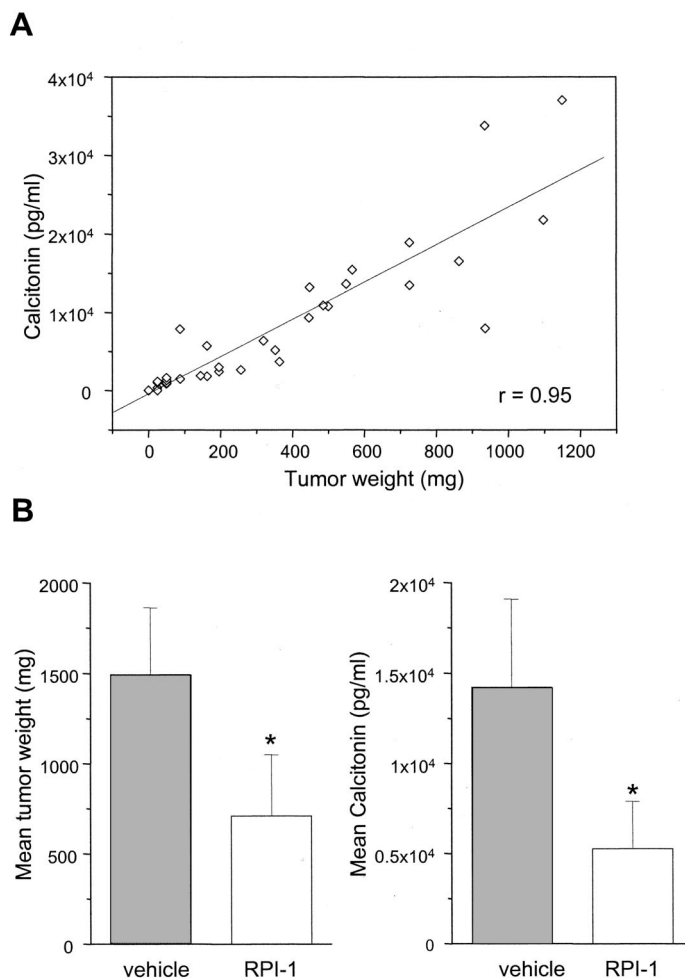 A
Calcitonin (pg/ml)
4x10⁴
3x10⁴
2x10⁴
1x10⁴
0
r = 0.95
0 200 400 600 800 1000 1200
Tumor weight (mg)
B
Mean tumor weight (mg)
2000
1500
1000
500
0
*
vehicle RPI-1
Mean Calcitonin (pg/ml)
2x10⁴
1.5x10⁴
1x10⁴
0.5x10⁴
0
*
vehicle RPI-1